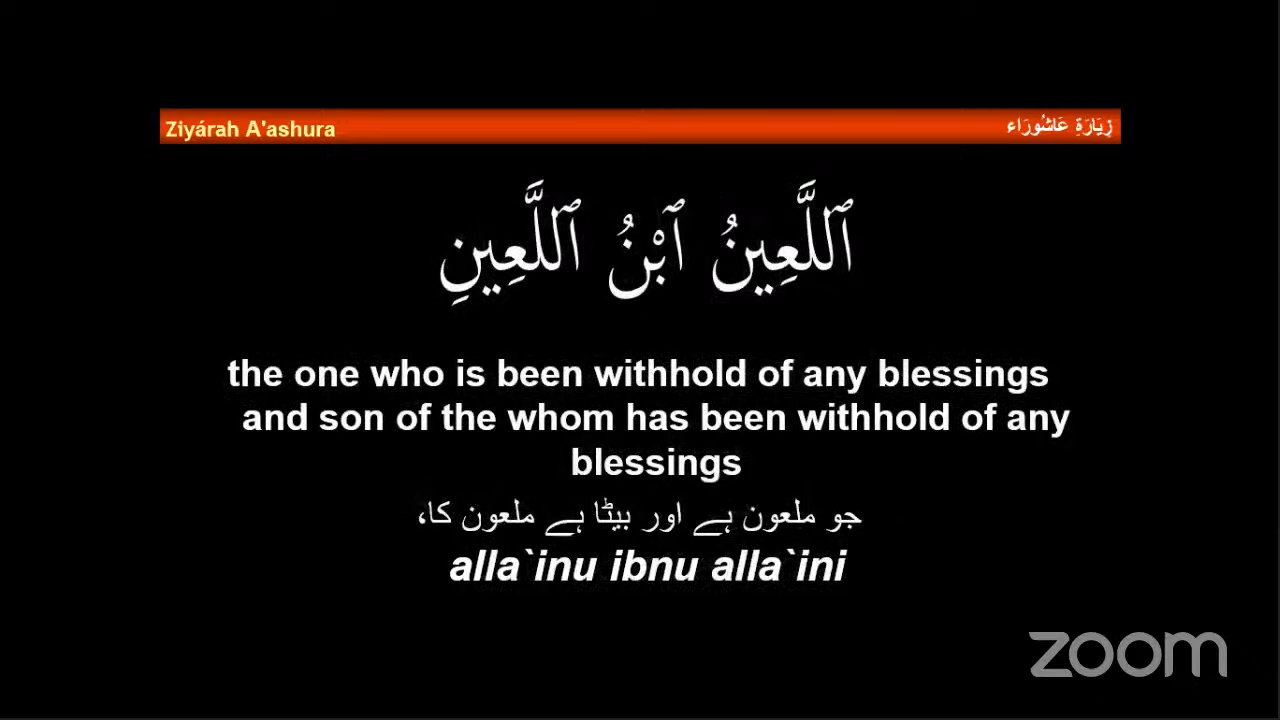 Ziyárah A'ashura
زِيَارَةِ عَاشُورَاء
ٱللَّعِينُ ٱبْنُ ٱللَّعِينِ
the one who is been withhold of any blessings
and son of the whom has been withhold of any
blessings
جو ملعون ہے اور بیٹا ہے ملعون کا،
alla`inu ibnu alla`ini
zoom